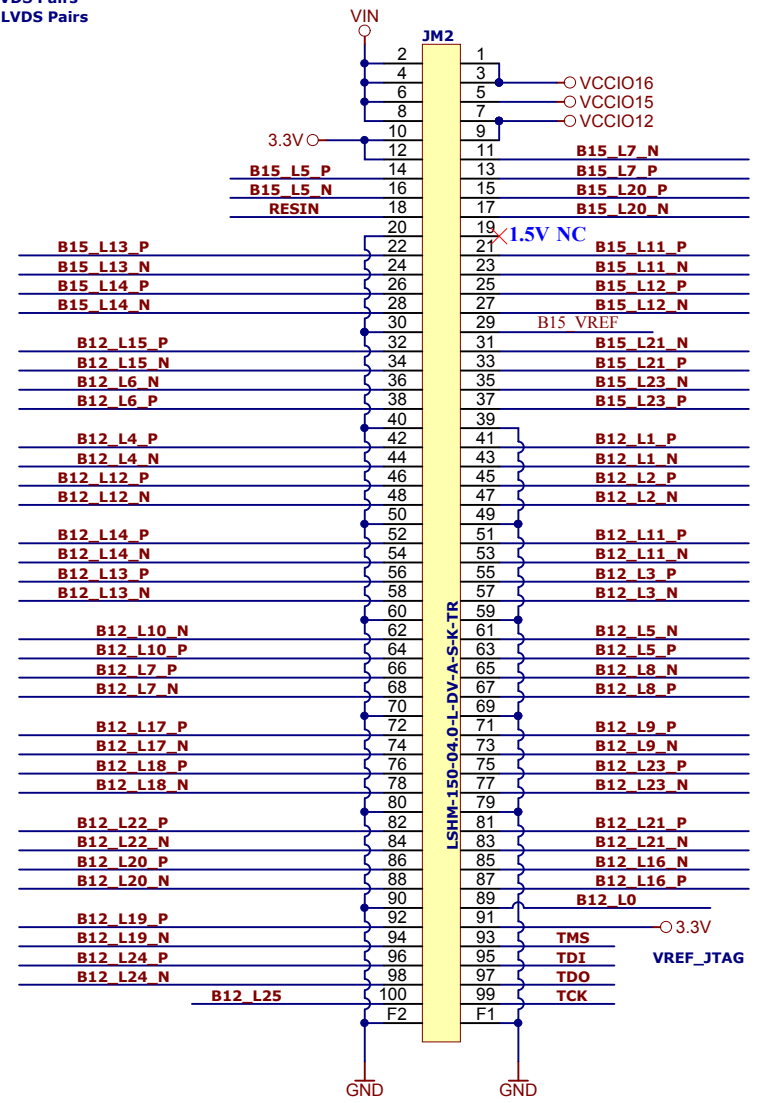 VDS Pairs
LVDS Pairs
VIN
JM2
2 1
4 3 VCCIO16
6 5 VCCIO15
8 7 VCCIO12
3.3V 10 9
12 11 B15_L7_N
B15_L5_P 14 13 B15_L7_P
B15_L5_N 16 15 B15_L20_P
RESIN 18 17 B15_L20_N
20 19 1.5V NC
B15_L13_P 22 21 B15_L11_P
B15_L13_N 24 23 B15_L11_N
B15_L14_P 26 25 B15_L12_P
B15_L14_N 28 27 B15_L12_N
30 29 B15 VREF
B12_L15_P 32 31 B15_L21_N
B12_L15_N 34 33 B15_L21_P
B12_L6_N 36 35 B15_L23_N
B12_L6_P 38 37 B15_L23_P
40 39
B12_L4_P 42 41 B12_L1_P
B12_L4_N 44 43 B12_L1_N
B12_L12_P 46 45 B12_L2_P
B12_L12_N 48 47 B12_L2_N
50 49
B12_L14_P 52 51 B12_L11_P
B12_L14_N 54 53 B12_L11_N
B12_L13_P 56 55 B12_L3_P
B12_L13_N 58 57 B12_L3_N
60 59
B12_L10_N 62 61 B12_L5_N
B12_L10_P 64 63 B12_L5_P
B12_L7_P 66 65 B12_L8_N
B12_L7_N 68 67 B12_L8_P
70 69
B12_L17_P 72 71 B12_L9_P
B12_L17_N 74 73 B12_L9_N
B12_L18_P 76 75 B12_L23_P
B12_L18_N 78 77 B12_L23_N
80 79
B12_L22_P 82 81 B12_L21_P
B12_L22_N 84 83 B12_L21_N
B12_L20_P 86 85 B12_L16_N
B12_L20_N 88 87 B12_L16_P
90 89 B12_L0
B12_L19_P 92 91 3.3V
B12_L19_N 94 93 TMS
B12_L24_P 96 95 TDI VREF_JTAG
B12_L24_N 98 97 TDO
B12_L25 100 99 TCK
F2 F1
LSHM-150-04.0-L-DV-A-S-K-TR
GND GND